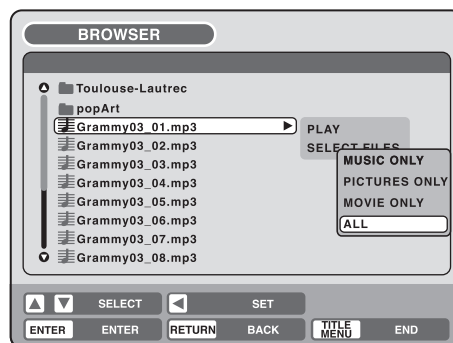 BROWSER
Toulouse-Lautrec
popArt
Grammy03_01.mp3
Grammy03_02.mp3
Grammy03_03.mp3
Grammy03_04.mp3
Grammy03_05.mp3
Grammy03_06.mp3
Grammy03_07.mp3
Grammy03_08.mp3
PLAY
SELECT FILES
MUSIC ONLY
PICTURES ONLY
MOVIE ONLY
ALL
SELECT SET
ENTER ENTER RETURN BACK TITLE MENU END